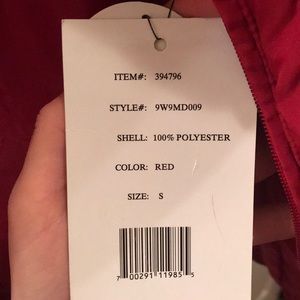 ITEM#: 394796
STYLE#: 9W9MD009
SHELL: 100% POLYESTER
COLOR: RED
SIZE: S
7 00291 11985 5